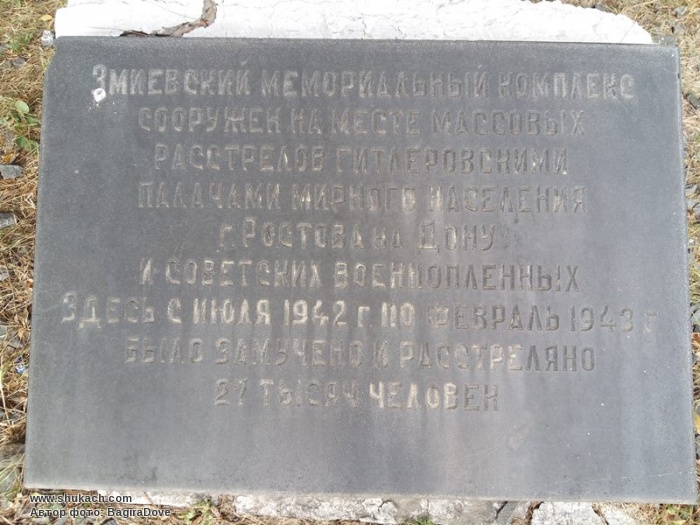 Змиевский мемориальный комплекс
сооружен на месте массовых
расстрелов гитлеровскими
палачами мирного населения
г. Ростова на Дону
и советских военнопленных
Здесь с июля 1942 г. по февраль 1943 г.
было замучено и расстреляно
27 тысяч человек
www.shukach.com
Автор фото: BagiraDove